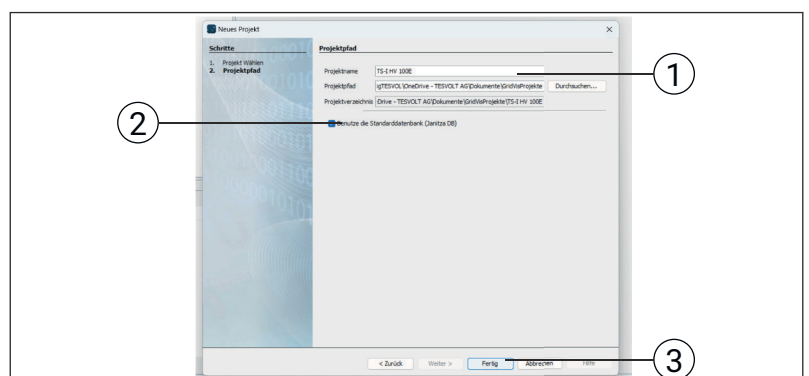 Neues Projekt
Schritte
1. Projekt Wählen
2. Projektpfad
Projektpfad
Projektname TS-I HV 100E
Projektpfad igTESVOL\OneDrive - TESVOLT AG\Dokumente\GridVisProjekte Durchsuchen...
Projektverzeichnis Drive - TESVOLT AG\Dokumente\GridVisProjekte\TS-I HV 100E
Benutze die Standarddatenbank (Janitza DB)
1
2
< Zurück Weiter > Fertig Abbrechen Hilfe
3